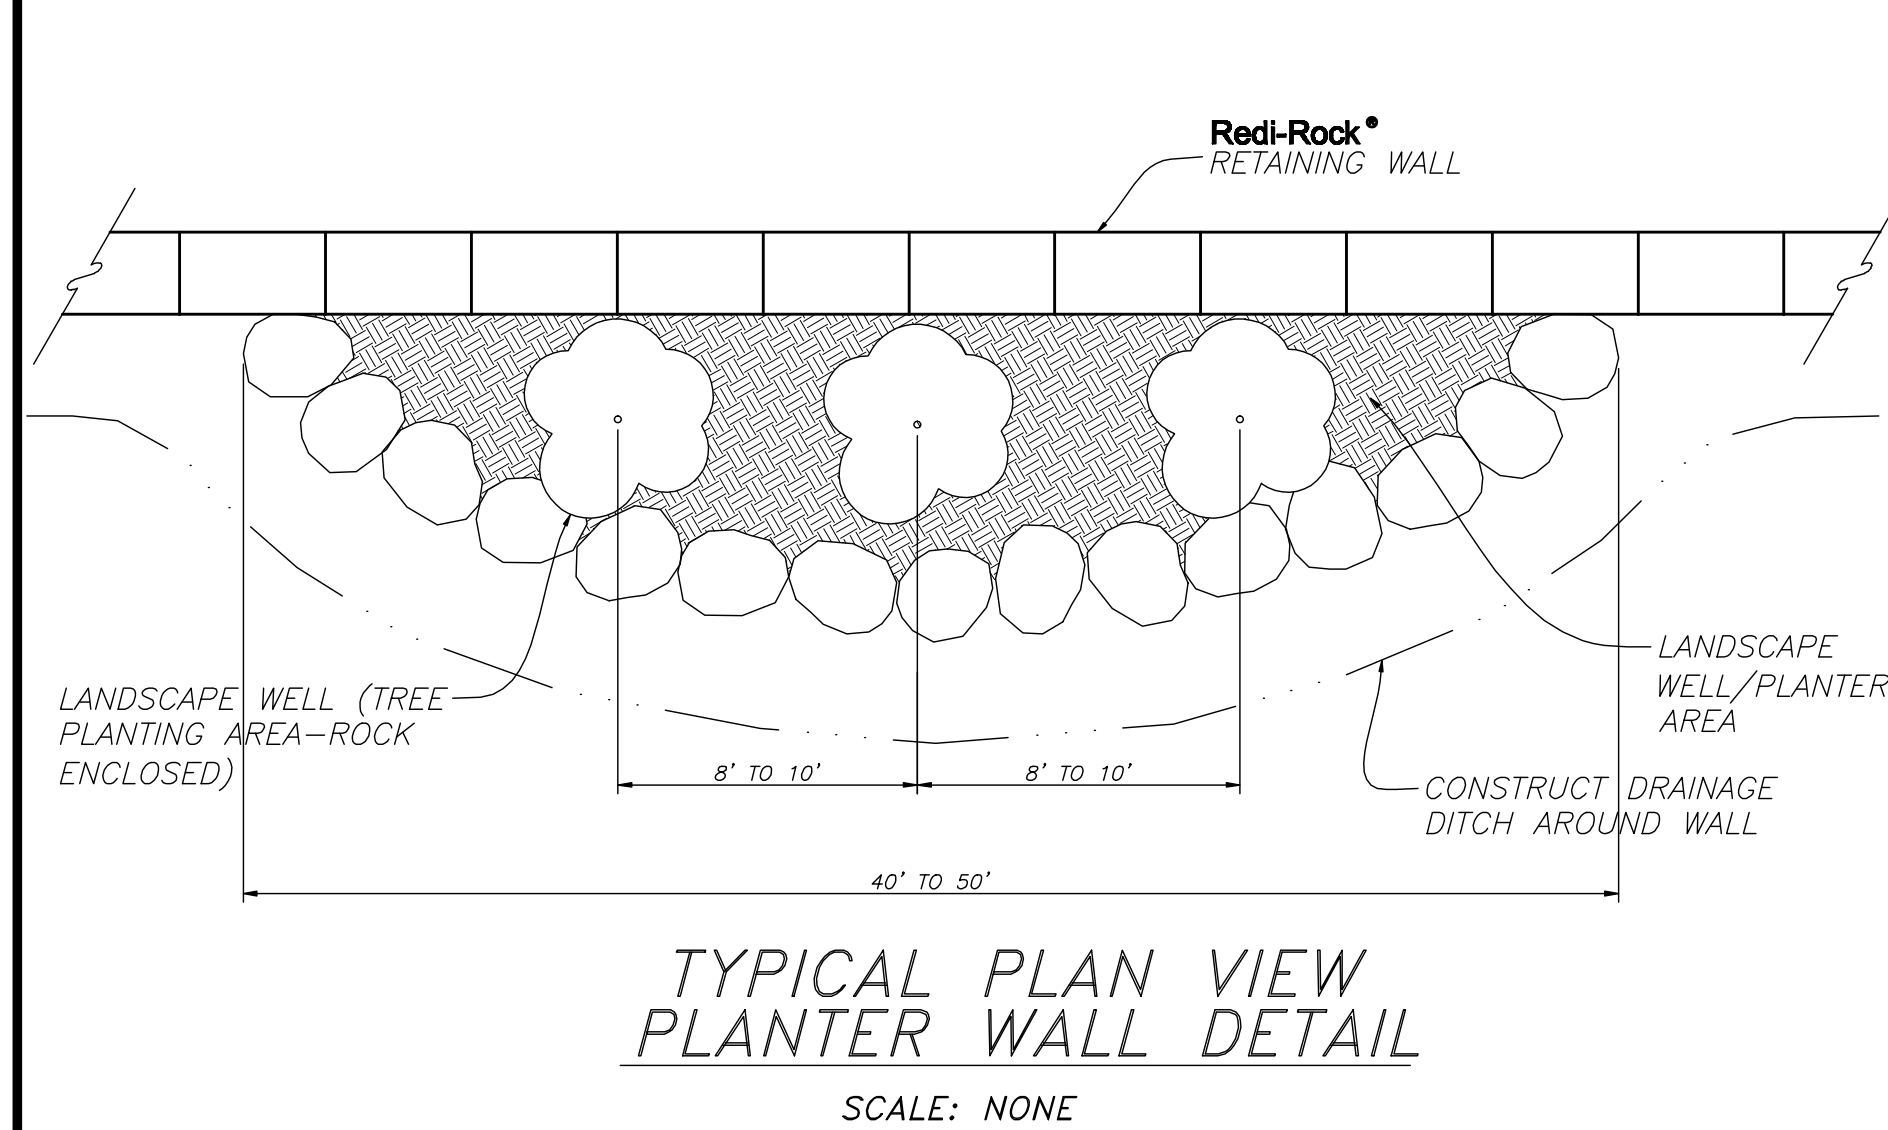 Redi-Rock®
RETAINING WALL
LANDSCAPE WELL (TREE
PLANTING AREA-ROCK
ENCLOSED)
LANDSCAPE
WELL/PLANTER
AREA
8' TO 10'
8' TO 10'
CONSTRUCT DRAINAGE
DITCH AROUND WALL
40' TO 50'
TYPICAL PLAN VIEW
PLANTER WALL DETAIL
SCALE: NONE